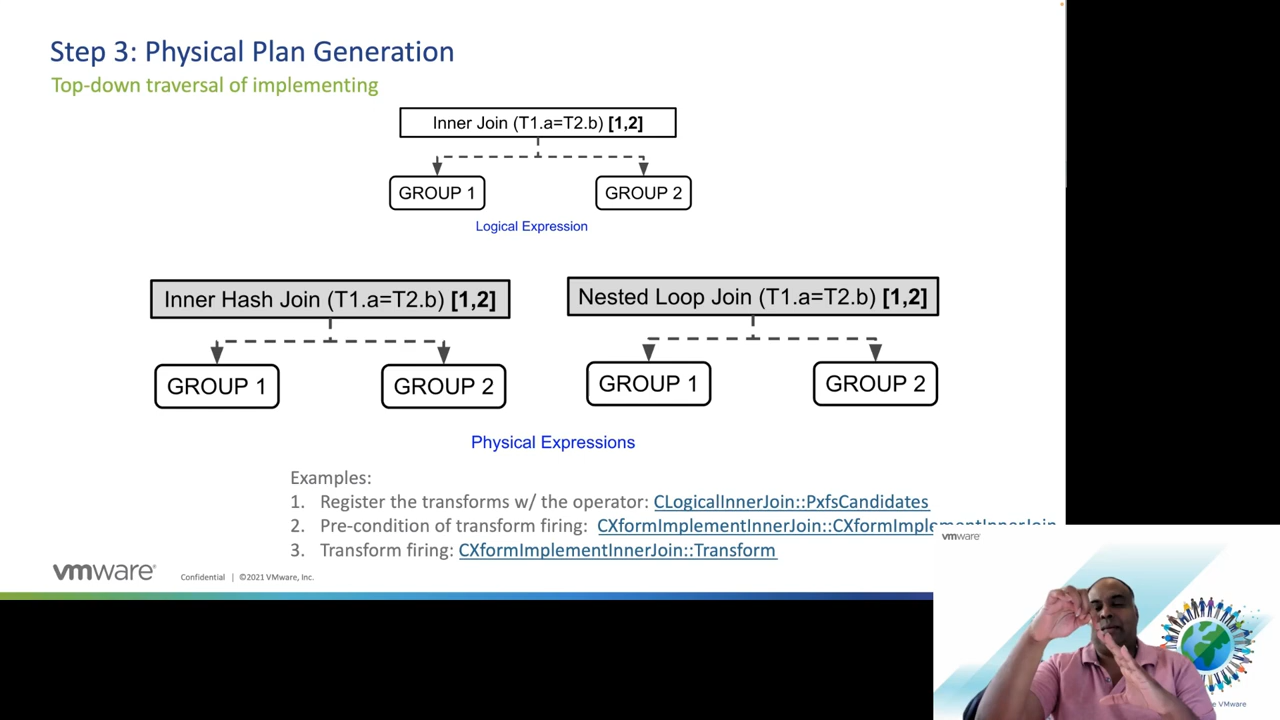 Step 3: Physical Plan Generation
Top-down traversal of implementing
Inner Join (T1.a=T2.b) [1,2]
GROUP 1
GROUP 2
Logical Expression
Inner Hash Join (T1.a=T2.b) [1,2]
Nested Loop Join (T1.a=T2.b) [1,2]
GROUP 1
GROUP 2
GROUP 1
GROUP 2
Physical Expressions
Examples:
1. Register the transforms w/ the operator: CLogicalInnerJoin::PxfsCandidates
2. Pre-condition of transform firing: CXformImplementInnerJoin::CXformImplementInnerJoin
3. Transform firing: CXformImplementInnerJoin::Transform
vmware®
Confidential | ©2021 VMware, Inc.
vmware
VMware